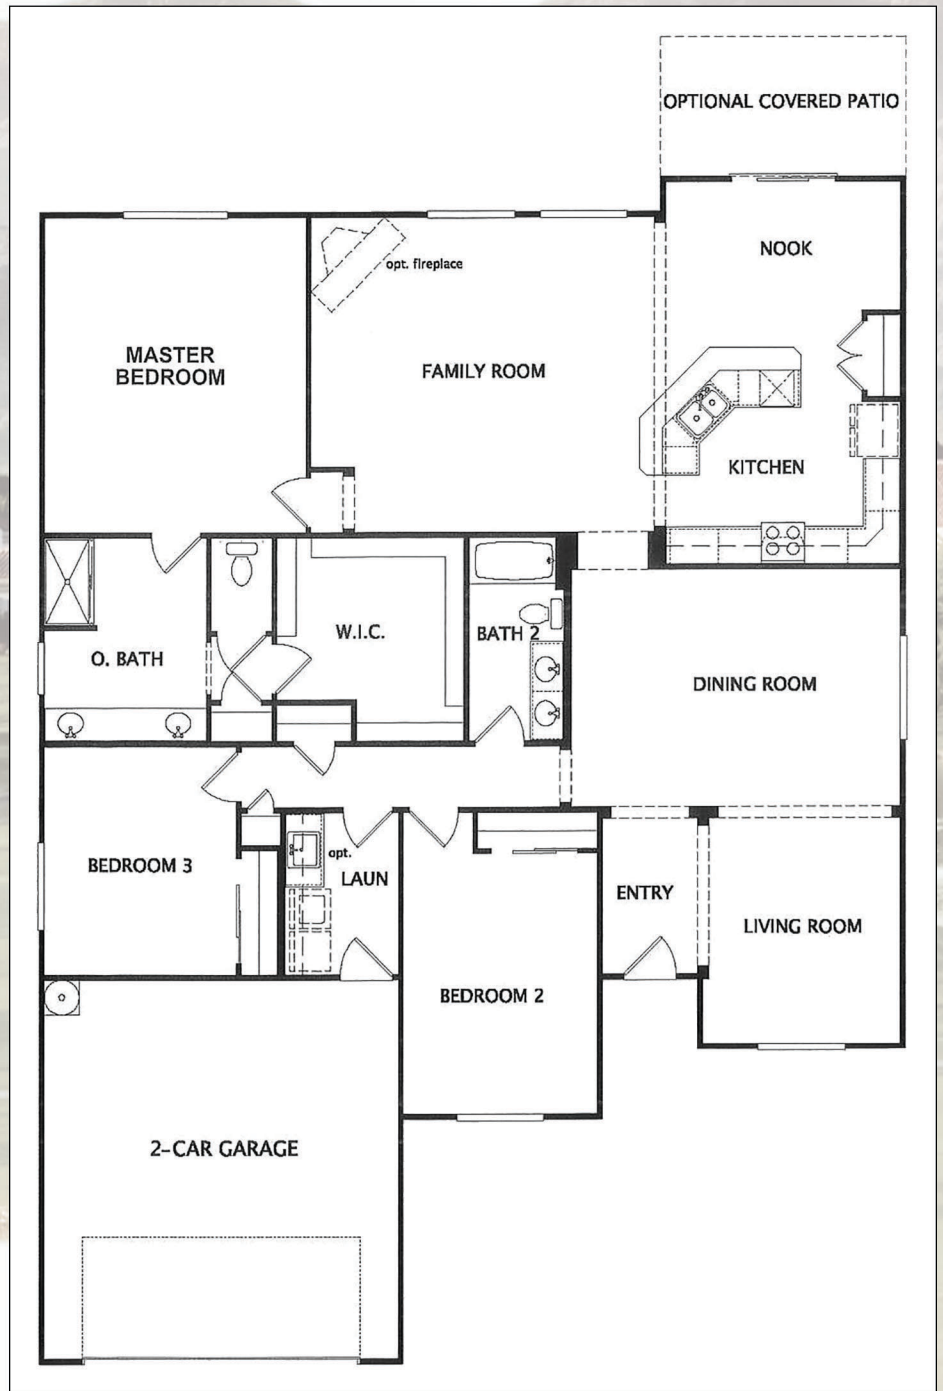 OPTIONAL COVERED PATIO
NOOK
opt. fireplace
MASTER
BEDROOM
FAMILY ROOM
KITCHEN
W.I.C.
BATH 2
O. BATH
DINING ROOM
opt.
LAUN
BEDROOM 3
ENTRY
LIVING ROOM
BEDROOM 2
2-CAR GARAGE